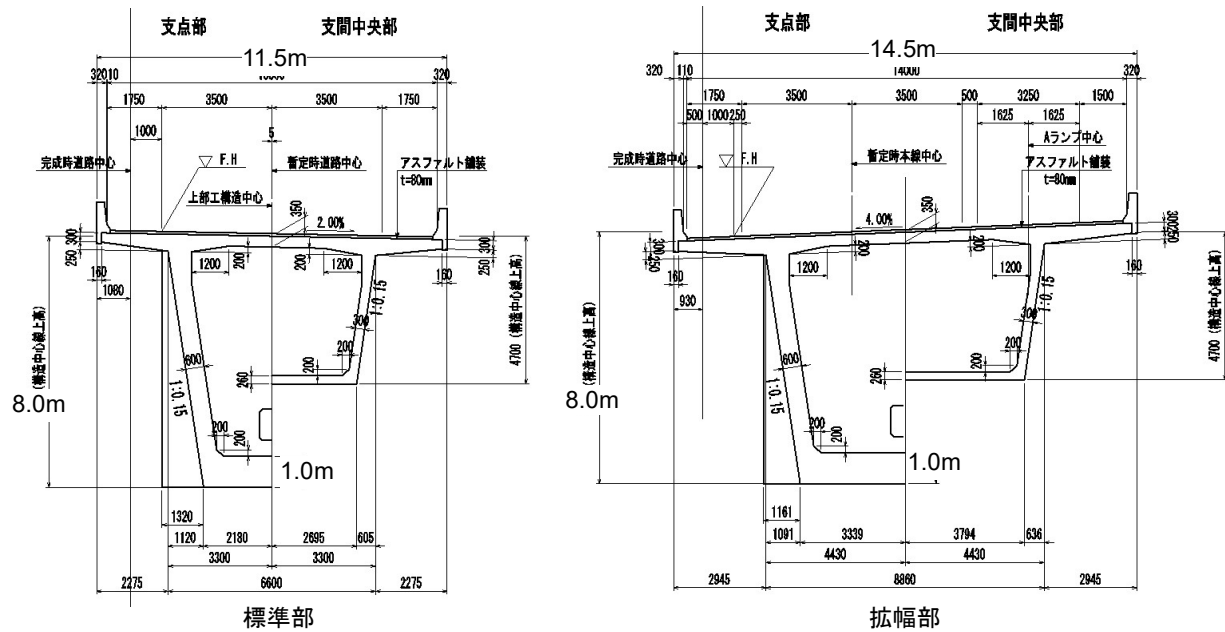 支点部 支間中央部
11.5m
320 10 320
1750 3500 3500 1750
1000 5
完成時道路中心 F.H 暫定時道路中心 アスファルト舗装
t=80mm
上部工構造中心 350 2.00%
300 300
250 200 200 250
160 1200 1200 160
1080
(構造中心線上高) 1:0.15 4700 (構造中心線上高)
300
200
600 200
260
8.0m 1:0.15
200 200
1.0m
1320
1120 2180 2695 605
3300 3300
2275 6600 2275
標準部
支点部 支間中央部
14.5m
320 110 14000 320
1750 3500 3500 500 3250 1500
500 1000 250 1625 1625
完成時道路中心 F.H 暫定時本線中心 Aランプ中心
アスファルト舗装
t=80mm
350 4.00%
300 250 200 200 300 250
160 1200 1200 160
930
(構造中心線上高) 1:0.15 4700 (構造中心線上高)
300
200
600 200
260
8.0m 1:0.15
200 200
1.0m
1161
1091 3339 3794 636
4430 4430
2945 8860 2945
拡幅部